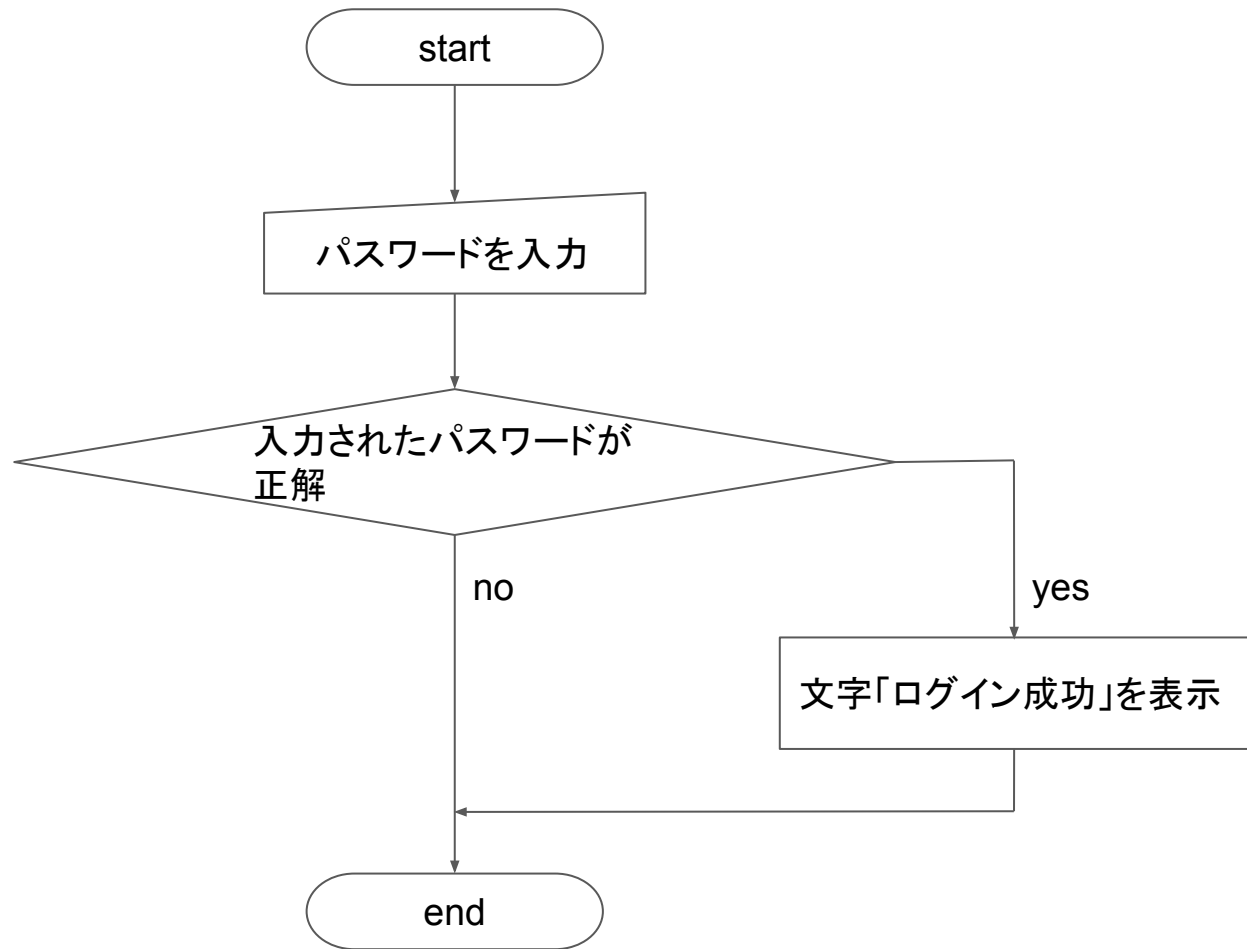 start
パスワードを入力
入力されたパスワードが
正解
no
yes
文字「ログイン成功」を表示
end